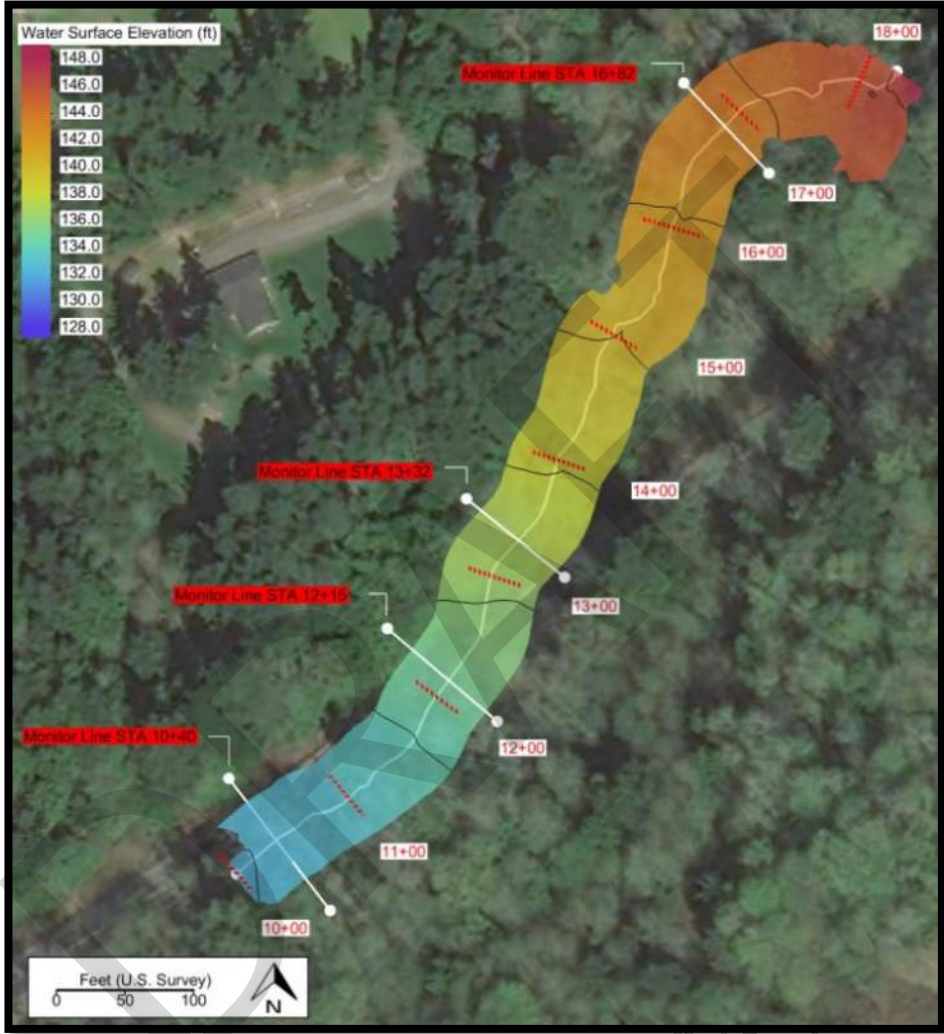 Water Surface Elevation (ft)
148.0
146.0
144.0
142.0
140.0
138.0
136.0
134.0
132.0
130.0
128.0
18+00
Monitor Line STA 16+82
17+00
16+00
15+00
Monitor Line STA 13+32
14+00
Monitor Line STA 12+15
13+00
Monitor Line STA 10+40
12+00
11+00
10+00
Feet (U.S. Survey)
0 50 100
N
DRAFT